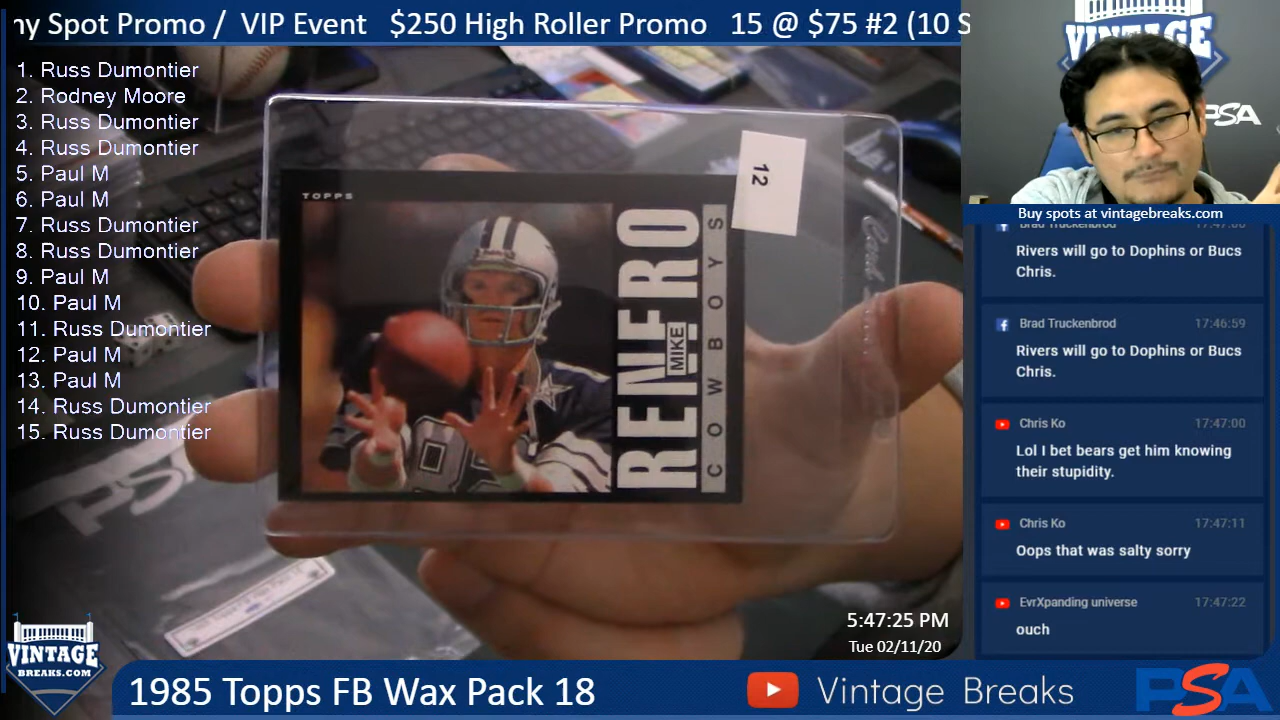 ny Spot Promo / VIP Event $250 High Roller Promo 15 @ $75 #2 (10 S
1. Russ Dumontier
2. Rodney Moore
3. Russ Dumontier
4. Russ Dumontier
5. Paul M
6. Paul M
7. Russ Dumontier
8. Russ Dumontier
9. Paul M
10. Paul M
11. Russ Dumontier
12. Paul M
13. Paul M
14. Russ Dumontier
15. Russ Dumontier
TOPPS
RENFRO
MIKE
COWBOYS
12
VINTAGE
PSA
Buy spots at vintagebreaks.com
Brad Truckenbrod 17:47:00
Rivers will go to Dophins or Bucs
Chris.
Brad Truckenbrod 17:46:59
Rivers will go to Dophins or Bucs
Chris.
Chris Ko 17:47:00
Lol I bet bears get him knowing
their stupidity.
Chris Ko 17:47:11
Oops that was salty sorry
EvrXpanding universe 17:47:22
ouch
5:47:25 PM
Tue 02/11/20
VINTAGE
BREAKS.COM
1985 Topps FB Wax Pack 18
Vintage Breaks
PSA